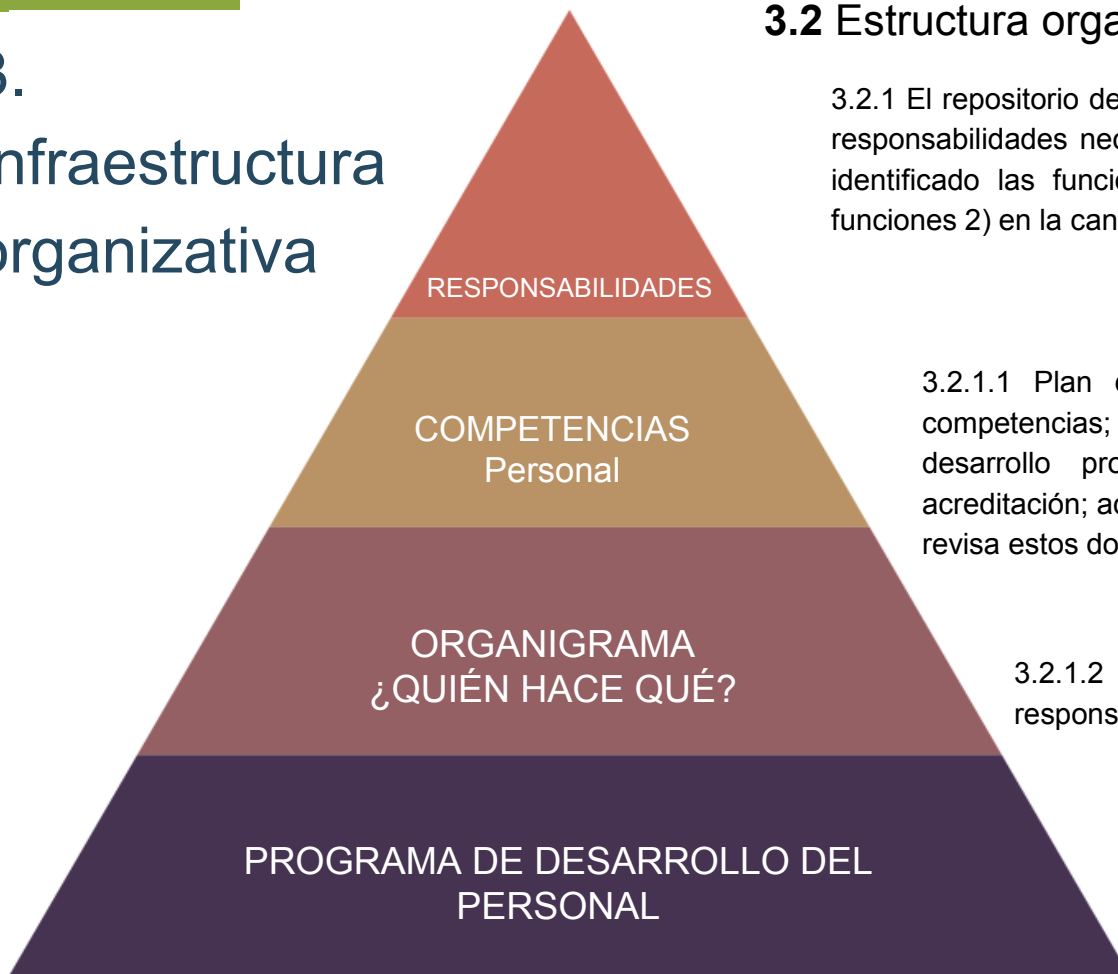 3.
Infraestructura
organizativa
3.2 Estructura orga
3.2.1 El repositorio de
responsabilidades nec
identificado las funcio
funciones 2) en la can
3.2.1.1 Plan
competencias;
desarrollo pro
acreditación; ac
revisa estos do
3.2.1.2
respons
RESPONSABILIDADES
COMPETENCIAS
Personal
ORGANIGRAMA
¿QUIÉN HACE QUÉ?
PROGRAMA DE DESARROLLO DEL
PERSONAL